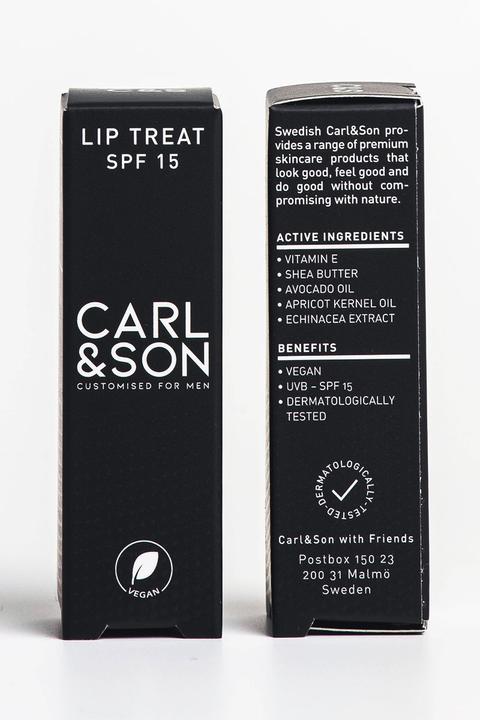 LIP TREAT
SPF 15
CARL
&SON
CUSTOMISED FOR MEN
VEGAN
Swedish Carl&Son pro-
vides a range of premium
skincare products that
look good, feel good and
do good without com-
promising with nature.
ACTIVE INGREDIENTS
• VITAMIN E
• SHEA BUTTER
• AVOCADO OIL
• APRICOT KERNEL OIL
• ECHINACEA EXTRACT
BENEFITS
• VEGAN
• UVB – SPF 15
• DERMATOLOGICALLY
TESTED
DERMATOLOGICALLY-TESTED-
Carl&Son with Friends
Postbox 150 23
200 31 Malmö
Sweden